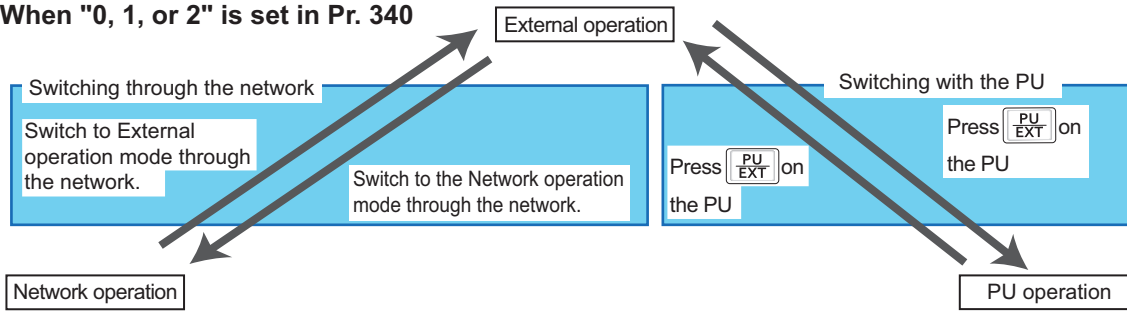 When "0, 1, or 2" is set in Pr. 340
External operation
Switching through the network
Switch to External
operation mode through
the network.
Switch to the Network operation
mode through the network.
Switching with the PU
Press PU/EXT on
the PU
Press PU/EXT on
the PU
Network operation
PU operation